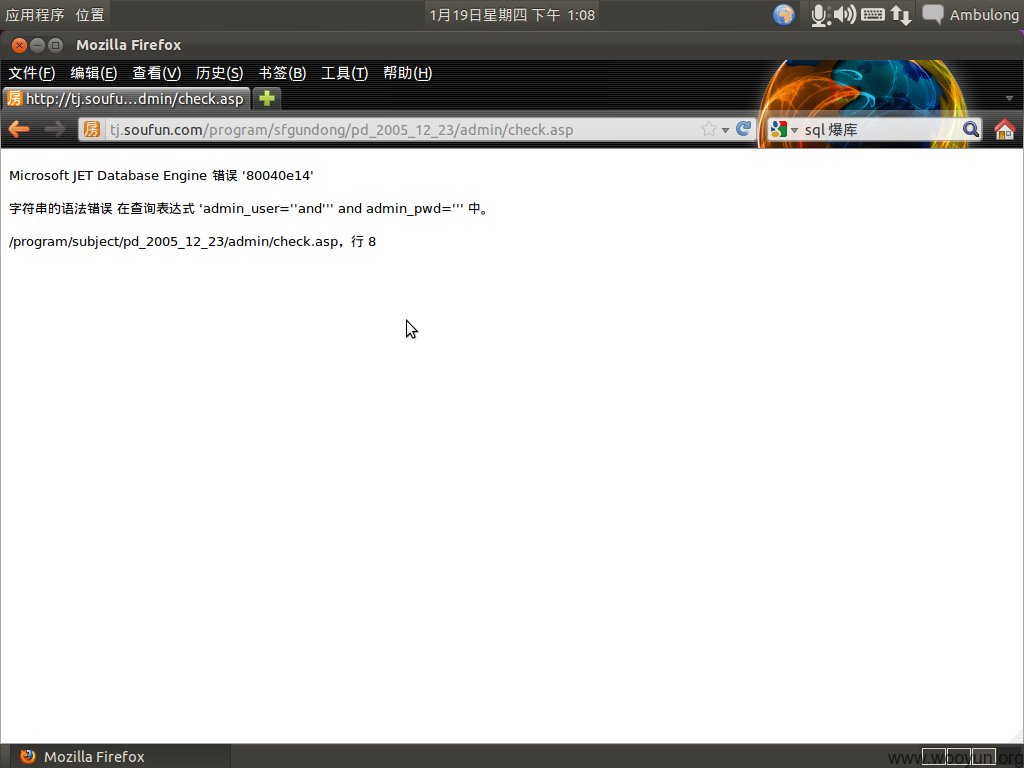 应用程序 位置 1月19日星期四 下午 1:08 Ambulong
Mozilla Firefox
文件(F) 编辑(E) 查看(V) 历史(S) 书签(B) 工具(T) 帮助(H)
房 http://tj.soufu...dmin/check.asp
房 tj.soufun.com/program/sfgundong/pd_2005_12_23/admin/check.asp sql 爆库
Microsoft JET Database Engine 错误 '80040e14'
字符串的语法错误 在查询表达式 'admin_user=''and''' and admin_pwd=''' 中。
/program/subject/pd_2005_12_23/admin/check.asp，行 8
Mozilla Firefox
www.wooyun.org